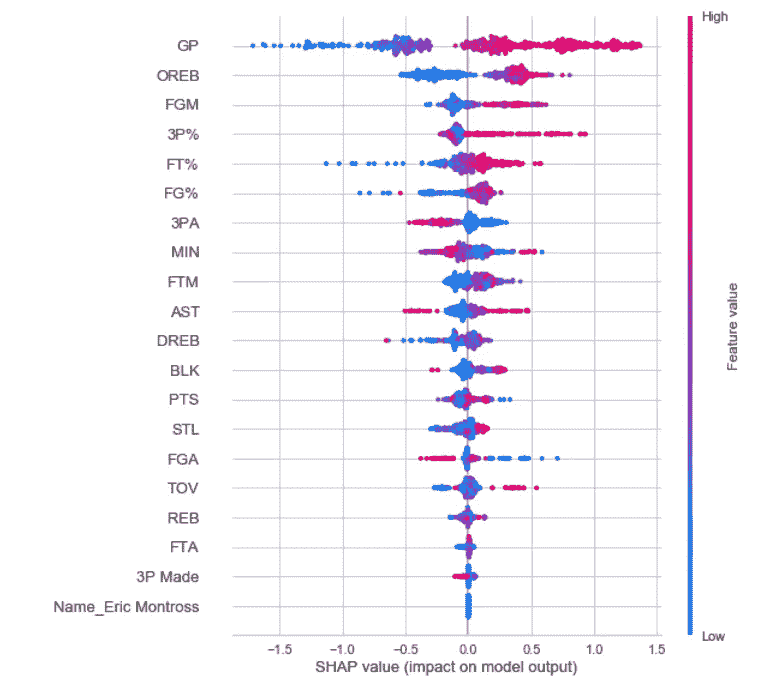 High
GP
OREB
FGM
3P%
FT%
FG%
3PA
MIN
FTM
AST
DREB
BLK
PTS
STL
FGA
TOV
REB
FTA
3P Made
Name_Eric Montross
Feature value
Low
−1.5 −1.0 −0.5 0.0 0.5 1.0 1.5
SHAP value (impact on model output)